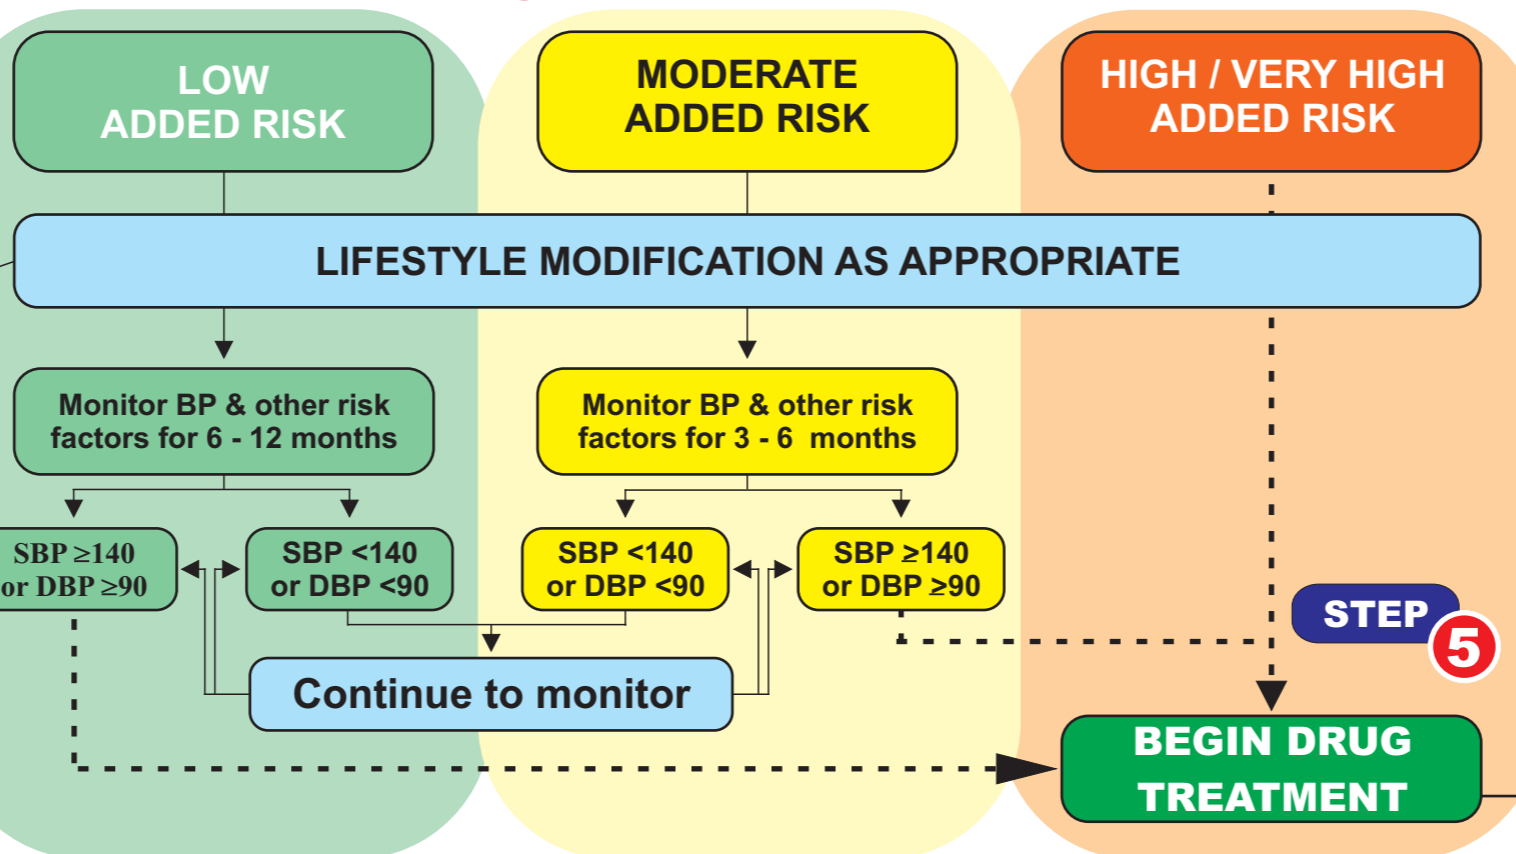 LOW
ADDED RISK
MODERATE
ADDED RISK
HIGH / VERY HIGH
ADDED RISK
LIFESTYLE MODIFICATION AS APPROPRIATE
Monitor BP & other risk
factors for 6 - 12 months
Monitor BP & other risk
factors for 3 - 6 months
SBP ≥140
or DBP ≥90
SBP <140
or DBP <90
SBP <140
or DBP <90
SBP ≥140
or DBP ≥90
STEP
5
Continue to monitor
BEGIN DRUG
TREATMENT